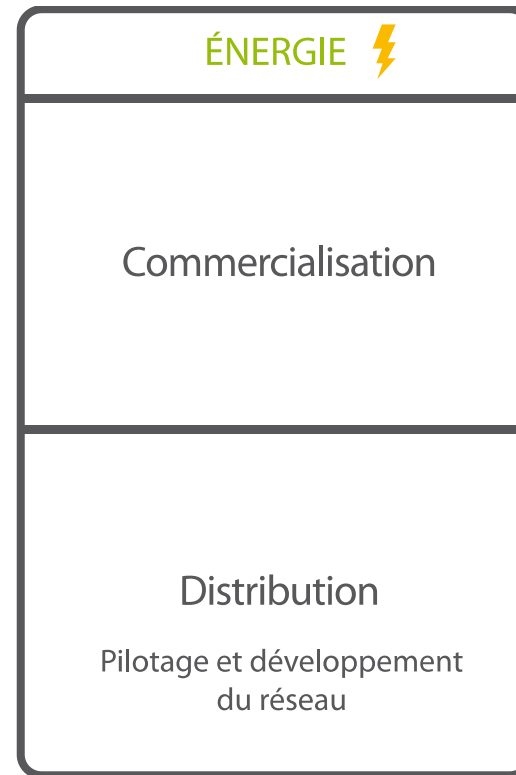 ÉNERGIE
Commercialisation
Distribution
Pilotage et développement
du réseau